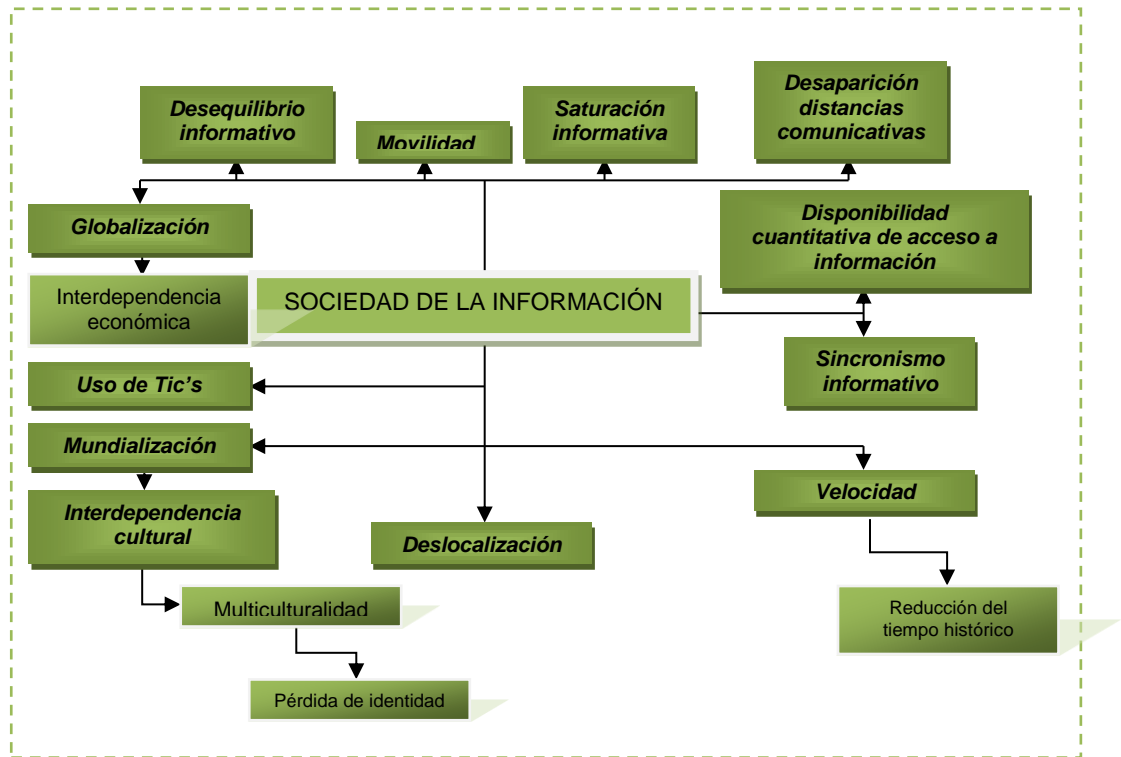 Desequilibrio
informativo
Movilidad
Saturación
informativa
Desaparición
distancias
comunicativas
Globalización
Disponibilidad
cuantitativa de acceso a
información
Interdependencia
económica
SOCIEDAD DE LA INFORMACIÓN
Sincronismo
informativo
Uso de Tic's
Mundialización
Velocidad
Interdependencia
cultural
Deslocalización
Multiculturalidad
Reducción del
tiempo histórico
Pérdida de identidad